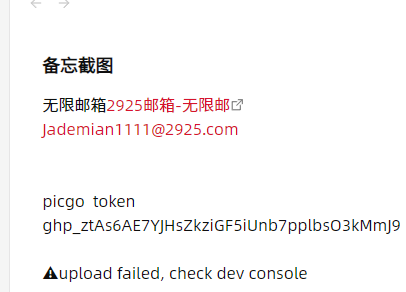 备忘截图
无限邮箱2925邮箱-无限邮
Jademian1111@2925.com
picgo token
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
⚠upload failed, check dev console